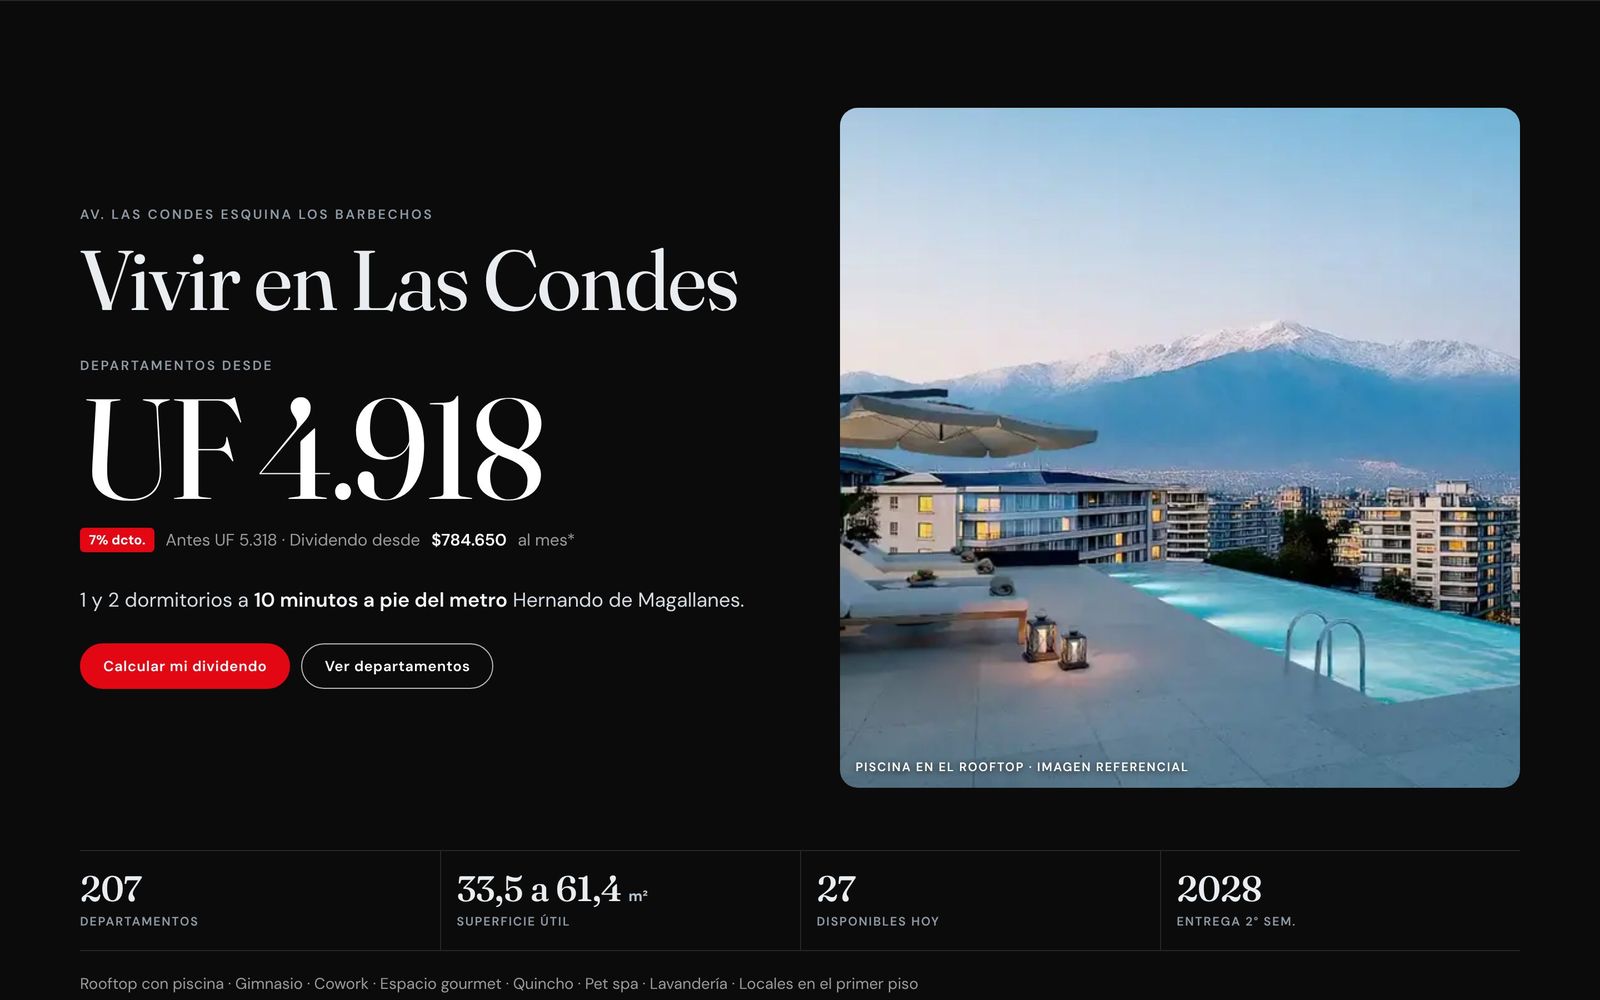 AV. LAS CONDES ESQUINA LOS BARBECHOS
Vivir en Las Condes
DEPARTAMENTOS DESDE
UF 4.918
7% dcto. Antes UF 5.318 · Dividendo desde $784.650 al mes*
1 y 2 dormitorios a 10 minutos a pie del metro Hernando de Magallanes.
Calcular mi dividendo
Ver departamentos
PISCINA EN EL ROOFTOP · IMAGEN REFERENCIAL
207
DEPARTAMENTOS
33,5 a 61,4 m²
SUPERFICIE ÚTIL
27
DISPONIBLES HOY
2028
ENTREGA 2° SEM.
Rooftop con piscina · Gimnasio · Cowork · Espacio gourmet · Quincho · Pet spa · Lavandería · Locales en el primer piso